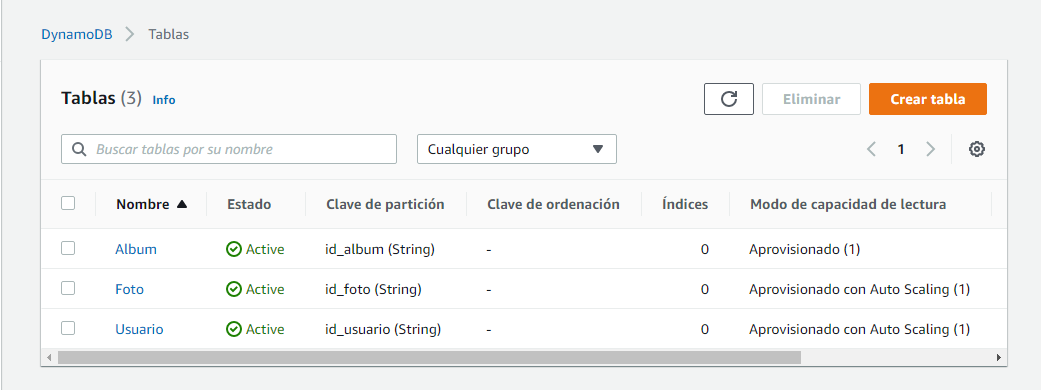 DynamoDB > Tablas
Tablas (3) Info
Eliminar
Crear tabla
Buscar tablas por su nombre
Cualquier grupo
1
Nombre Estado Clave de partición Clave de ordenación Índices Modo de capacidad de lectura
Album Active id_album (String) - 0 Aprovisionado (1)
Foto Active id_foto (String) - 0 Aprovisionado con Auto Scaling (1)
Usuario Active id_usuario (String) - 0 Aprovisionado con Auto Scaling (1)